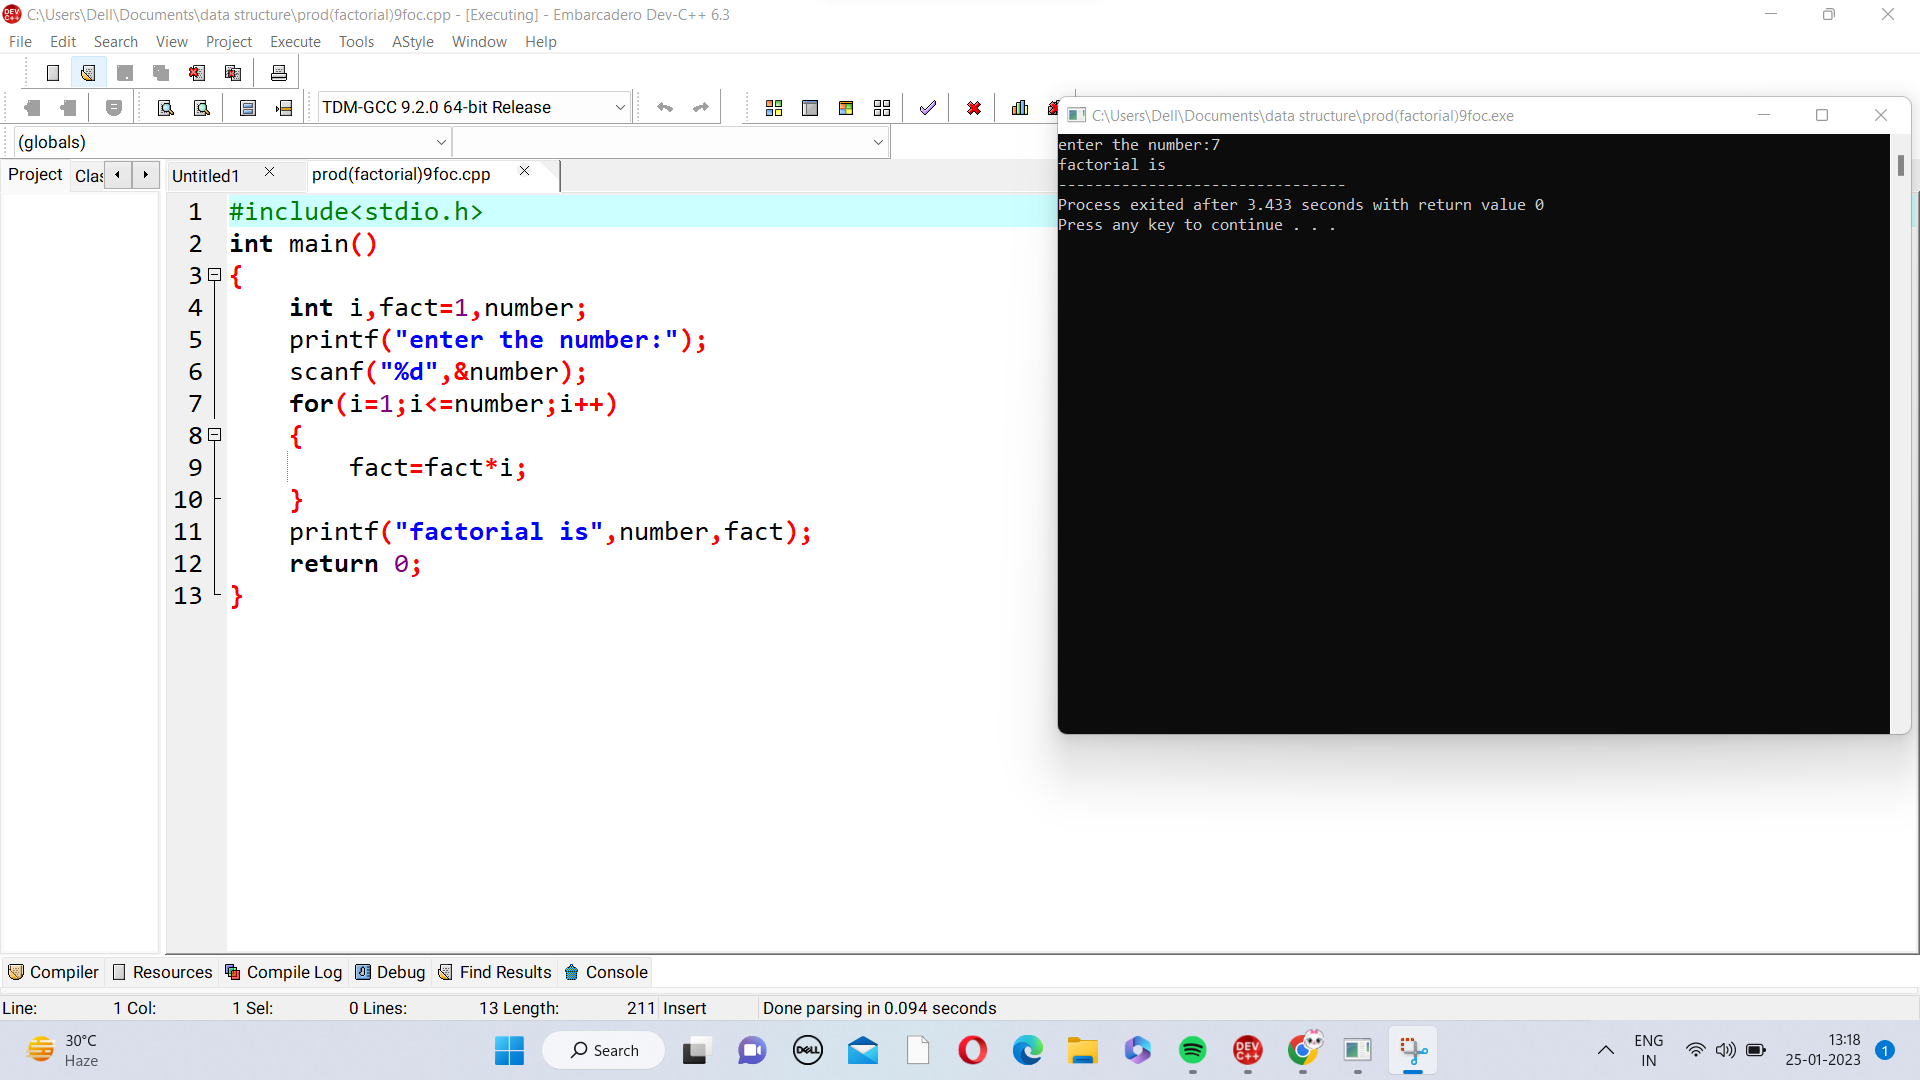 C:\Users\Dell\Documents\data structure\prod(factorial)9foc.cpp - [Executing] - Embarcadero Dev-C++ 6.3
File Edit Search View Project Execute Tools AStyle Window Help
TDM-GCC 9.2.0 64-bit Release
(globals)
Project Clas Untitled1 prod(factorial)9foc.cpp
1 #include<stdio.h>
2 int main()
3 {
4 int i,fact=1,number;
5 printf("enter the number:");
6 scanf("%d",&number);
7 for(i=1;i<=number;i++)
8 {
9 fact=fact*i;
10 }
11 printf("factorial is",number,fact);
12 return 0;
13 }
C:\Users\Dell\Documents\data structure\prod(factorial)9foc.exe
enter the number:7
factorial is
--------------------------------
Process exited after 3.433 seconds with return value 0
Press any key to continue . . .
Compiler Resources Compile Log Debug Find Results Console
Line: 1 Col: 1 Sel: 0 Lines: 13 Length: 211 Insert Done parsing in 0.094 seconds
30°C
Haze
Search
DELL
DEV C++
ENG
IN
13:18
25-01-2023
1